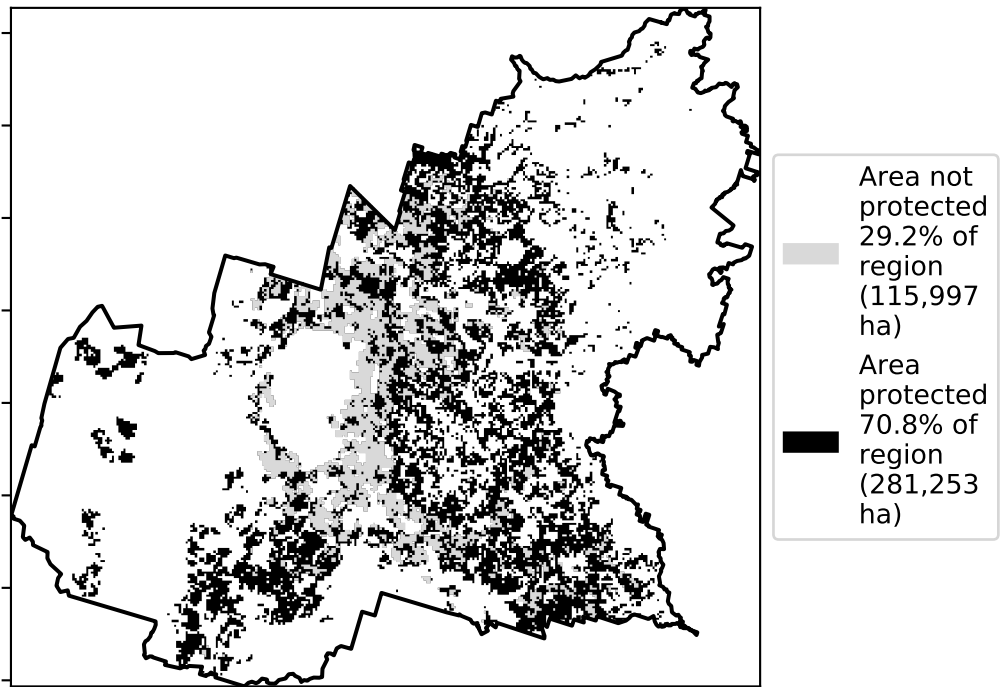 Area not
protected
29.2% of
region
(115,997
ha)
Area
protected
70.8% of
region
(281,253
ha)